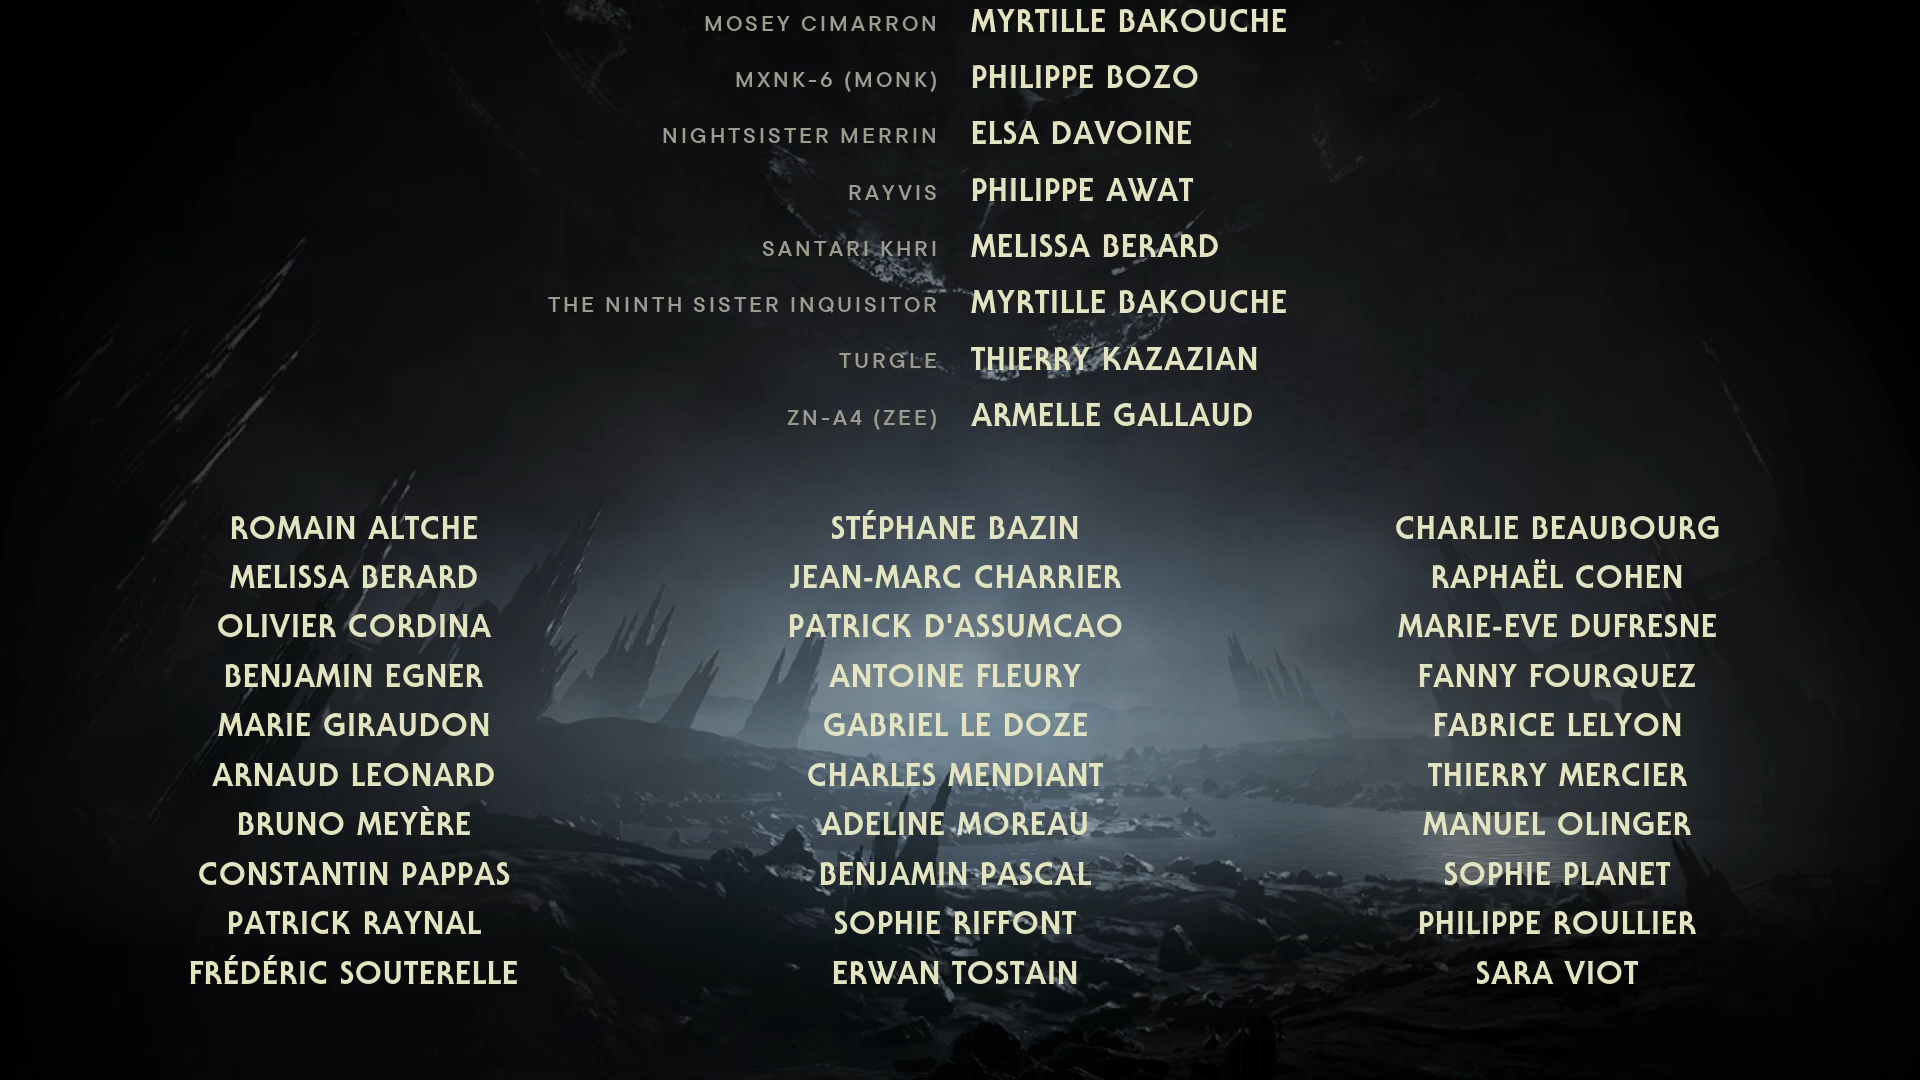 MOSEY CIMARRON MYRTILLE BAKOUCHE
MXNK-6 (MONK) PHILIPPE BOZO
NIGHTSISTER MERRIN ELSA DAVOINE
RAYVIS PHILIPPE AWAT
SANTARI KHRI MELISSA BERARD
THE NINTH SISTER INQUISITOR MYRTILLE BAKOUCHE
TURGLE THIERRY KAZAZIAN
ZN-A4 (ZEE) ARMELLE GALLAUD
ROMAIN ALTCHE STÉPHANE BAZIN CHARLIE BEAUBOURG
MELISSA BERARD JEAN-MARC CHARRIER RAPHAËL COHEN
OLIVIER CORDINA PATRICK D'ASSUMCAO MARIE-EVE DUFRESNE
BENJAMIN EGNER ANTOINE FLEURY FANNY FOURQUEZ
MARIE GIRAUDON GABRIEL LE DOZE FABRICE LELYON
ARNAUD LEONARD CHARLES MENDIANT THIERRY MERCIER
BRUNO MEYÈRE ADELINE MOREAU MANUEL OLINGER
CONSTANTIN PAPPAS BENJAMIN PASCAL SOPHIE PLANET
PATRICK RAYNAL SOPHIE RIFFONT PHILIPPE ROULLIER
FRÉDÉRIC SOUTERELLE ERWAN TOSTAIN SARA VIOT